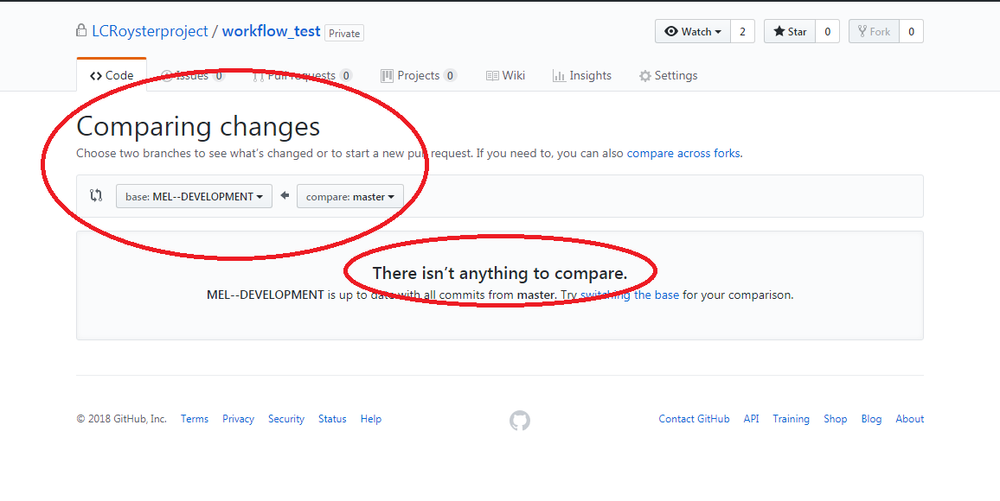 LCRoysterproject / workflow_test Private Watch 2 Star 0 Fork 0
Code Issues 0 Pull requests 0 Projects 0 Wiki Insights Settings
Comparing changes
Choose two branches to see what's changed or to start a new pull request. If you need to, you can also compare across forks.
base: MEL--DEVELOPMENT compare: master
There isn't anything to compare.
MEL--DEVELOPMENT is up to date with all commits from master. Try switching the base for your comparison.
© 2018 GitHub, Inc. Terms Privacy Security Status Help Contact GitHub API Training Shop Blog About